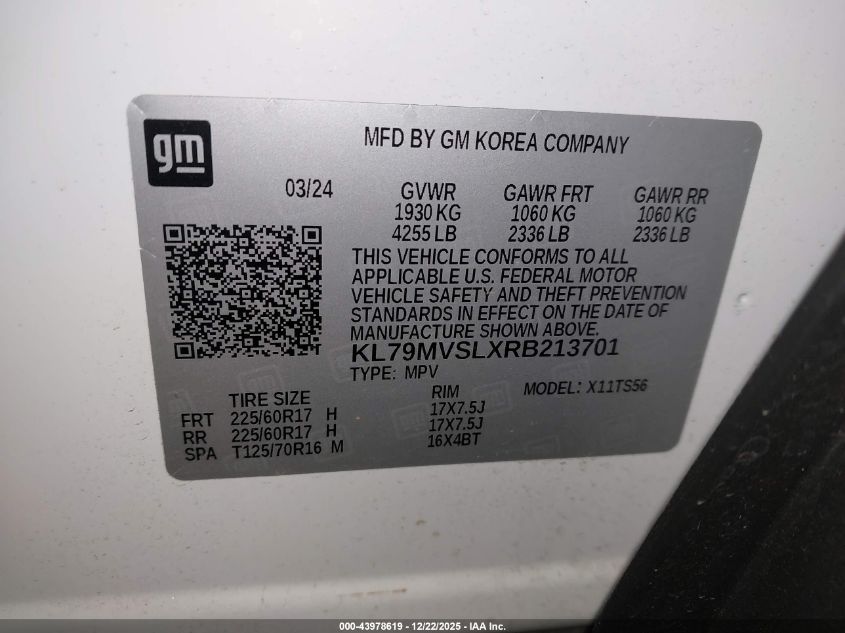 gm
MFD BY GM KOREA COMPANY
03/24 GVWR GAWR FRT GAWR RR
1930 KG 1060 KG 1060 KG
4255 LB 2336 LB 2336 LB
THIS VEHICLE CONFORMS TO ALL
APPLICABLE U.S. FEDERAL MOTOR
VEHICLE SAFETY AND THEFT PREVENTION
STANDARDS IN EFFECT ON THE DATE OF
MANUFACTURE SHOWN ABOVE.
KL79MVSLXRB213701
TYPE: MPV MODEL: X11TS56
TIRE SIZE RIM
FRT 225/60R17 H 17X7.5J
RR 225/60R17 H 17X7.5J
SPA T125/70R16 M 16X4BT
000-43978619 - 12/22/2025 - IAA Inc.